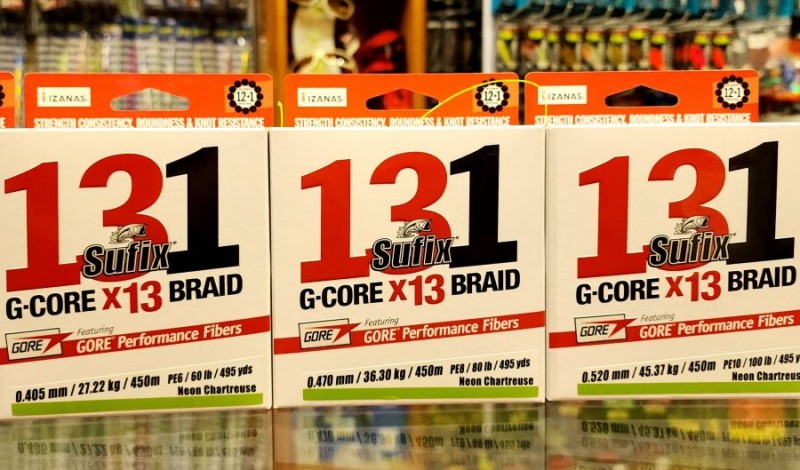 IZANAS.
12-1
STRENGTH CONSISTENCY, ROUNDNESS & KNOT RESISTANCE
131
Sufix
G-CORE X13 BRAID
GORE
Featuring
GORE Performance Fibers
0.405 mm / 27.22 kg / 450m PE6 / 60 lb / 495 yds
Neon Chartreuse
IZANAS.
12-1
STRENGTH CONSISTENCY, ROUNDNESS & KNOT RESISTANCE
131
Sufix
G-CORE X13 BRAID
GORE
Featuring
GORE Performance Fibers
0.470 mm / 36.30 kg / 450m PE8 / 80 lb / 495 yds
Neon Chartreuse
IZANAS.
12-1
STRENGTH CONSISTENCY, ROUNDNESS & KNOT RESISTANCE
131
Sufix
G-CORE X13 BRAID
GORE
Featuring
GORE Performance Fibers
0.520 mm / 45.37 kg / 450m PE10 / 100 lb / 495 y
Neon Chartreuse